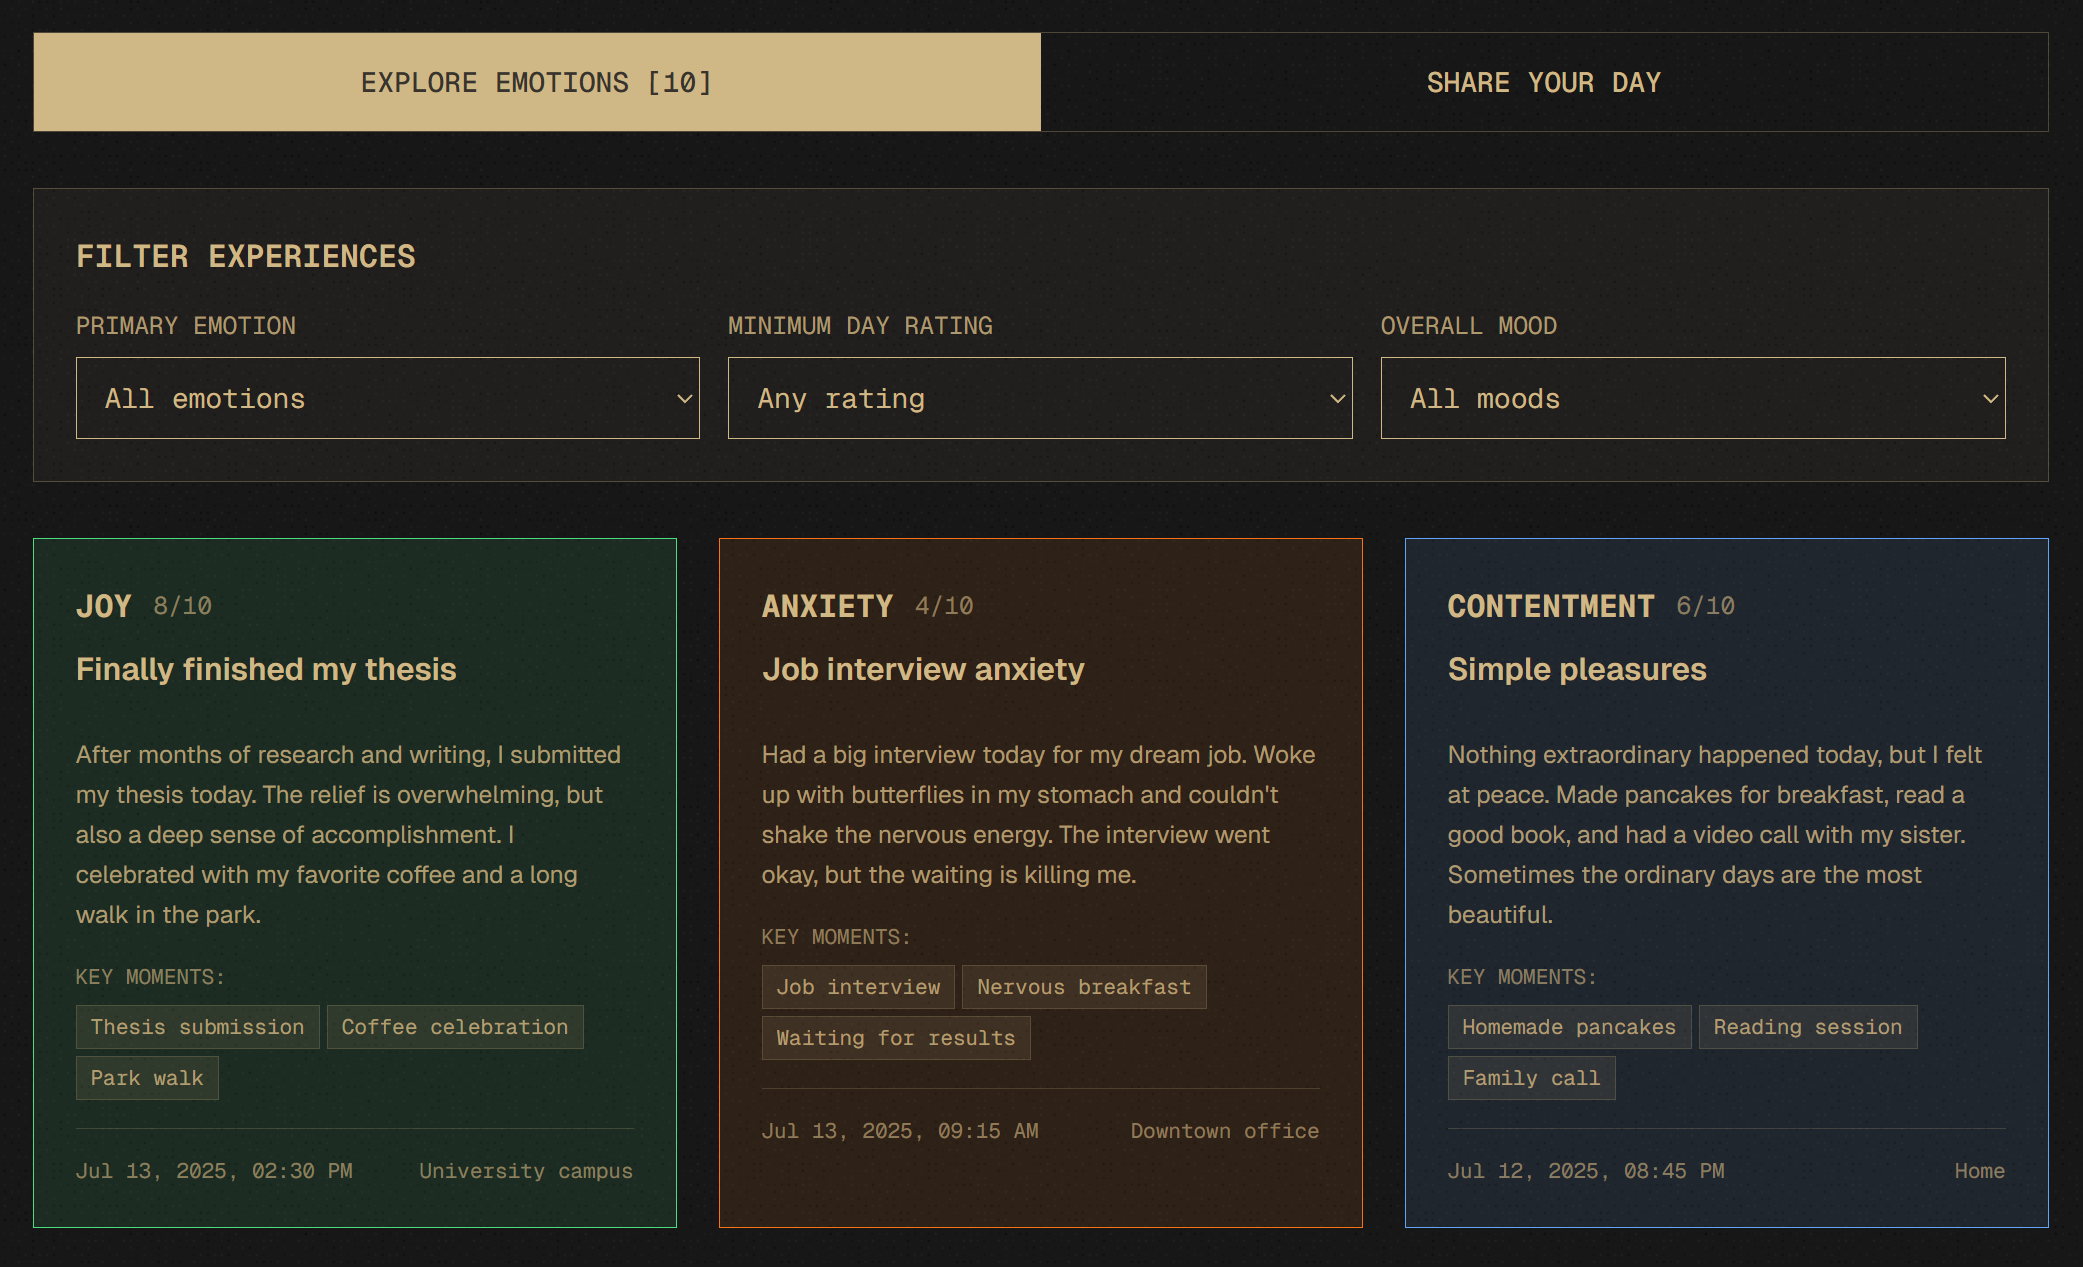 EXPLORE EMOTIONS [10]
SHARE YOUR DAY
FILTER EXPERIENCES
PRIMARY EMOTION
All emotions
MINIMUM DAY RATING
Any rating
OVERALL MOOD
All moods
JOY 8/10
Finally finished my thesis
After months of research and writing, I submitted
my thesis today. The relief is overwhelming, but
also a deep sense of accomplishment. I
celebrated with my favorite coffee and a long
walk in the park.
KEY MOMENTS:
Thesis submission Coffee celebration
Park walk
Jul 13, 2025, 02:30 PM University campus
ANXIETY 4/10
Job interview anxiety
Had a big interview today for my dream job. Woke
up with butterflies in my stomach and couldn't
shake the nervous energy. The interview went
okay, but the waiting is killing me.
KEY MOMENTS:
Job interview Nervous breakfast
Waiting for results
Jul 13, 2025, 09:15 AM Downtown office
CONTENTMENT 6/10
Simple pleasures
Nothing extraordinary happened today, but I felt
at peace. Made pancakes for breakfast, read a
good book, and had a video call with my sister.
Sometimes the ordinary days are the most
beautiful.
KEY MOMENTS:
Homemade pancakes Reading session
Family call
Jul 12, 2025, 08:45 PM Home